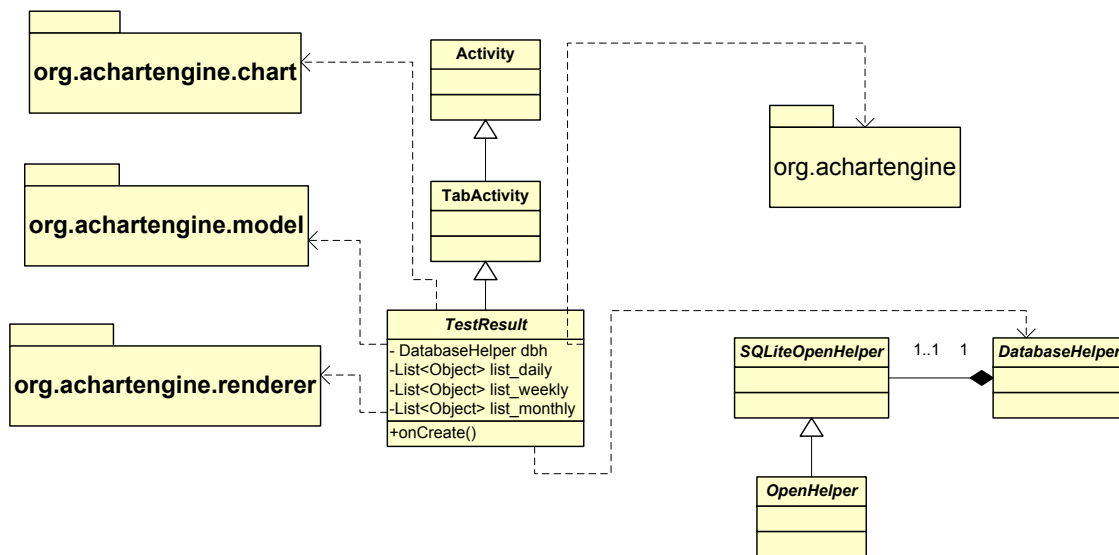 org.achartengine.chart
Activity
org.achartengine
TabActivity
org.achartengine.model
TestResult
- DatabaseHelper dbh
-List<Object> list_daily
-List<Object> list_weekly
-List<Object> list_monthly
+onCreate()
org.achartengine.renderer
SQLiteOpenHelper
1..1
1
DatabaseHelper
OpenHelper